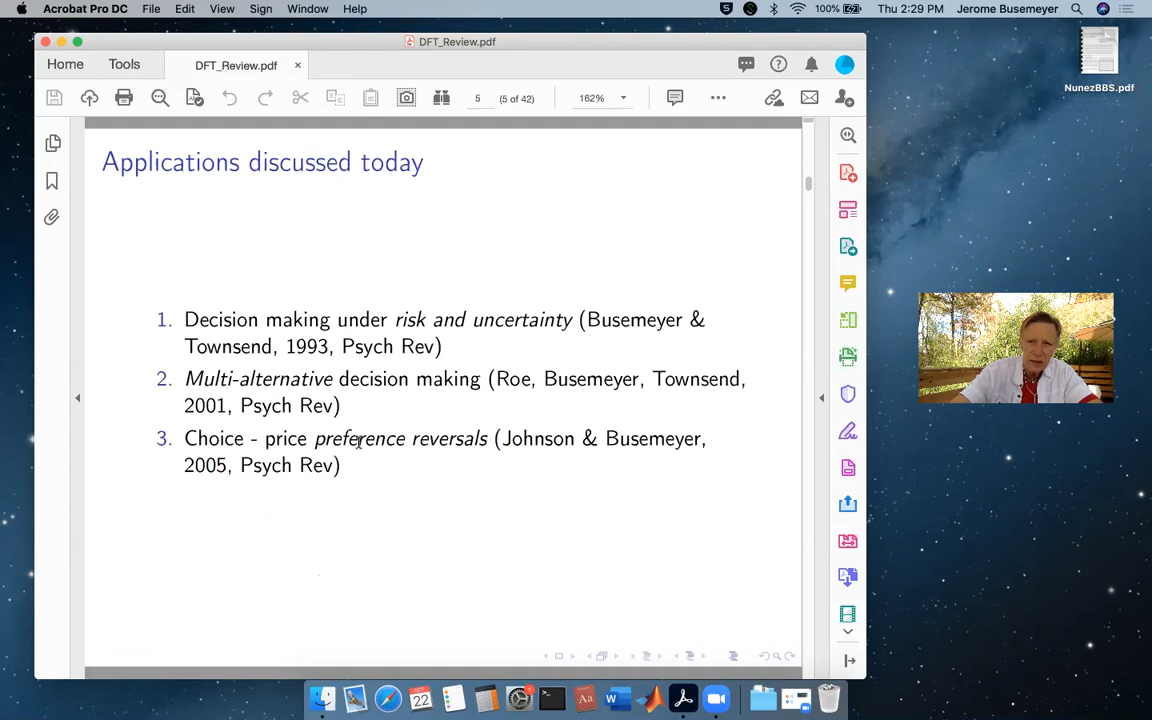 Acrobat Pro DC File Edit View Sign Window Help 100% Thu 2:29 PM Jerome Busemeyer
DFT_Review.pdf
Home Tools DFT_Review.pdf ×
5 (5 of 42) 162%
NunezBBS.pdf
Applications discussed today
1. Decision making under risk and uncertainty (Busemeyer &
Townsend, 1993, Psych Rev)
2. Multi-alternative decision making (Roe, Busemeyer, Townsend,
2001, Psych Rev)
3. Choice - price preference reversals (Johnson & Busemeyer,
2005, Psych Rev)
OCT
22
Aa
W